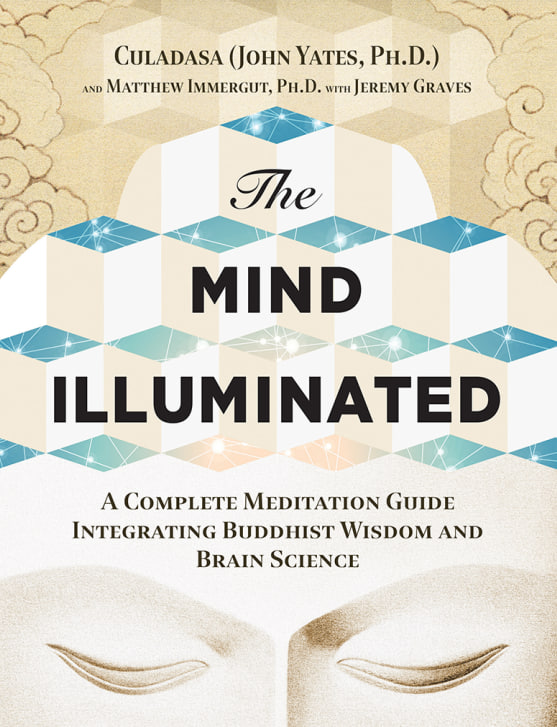 Culadasa (John Yates, Ph.D.)
and Matthew Immergut, Ph.D. with Jeremy Graves
The
MIND
ILLUMINATED
A Complete Meditation Guide
Integrating Buddhist Wisdom and
Brain Science